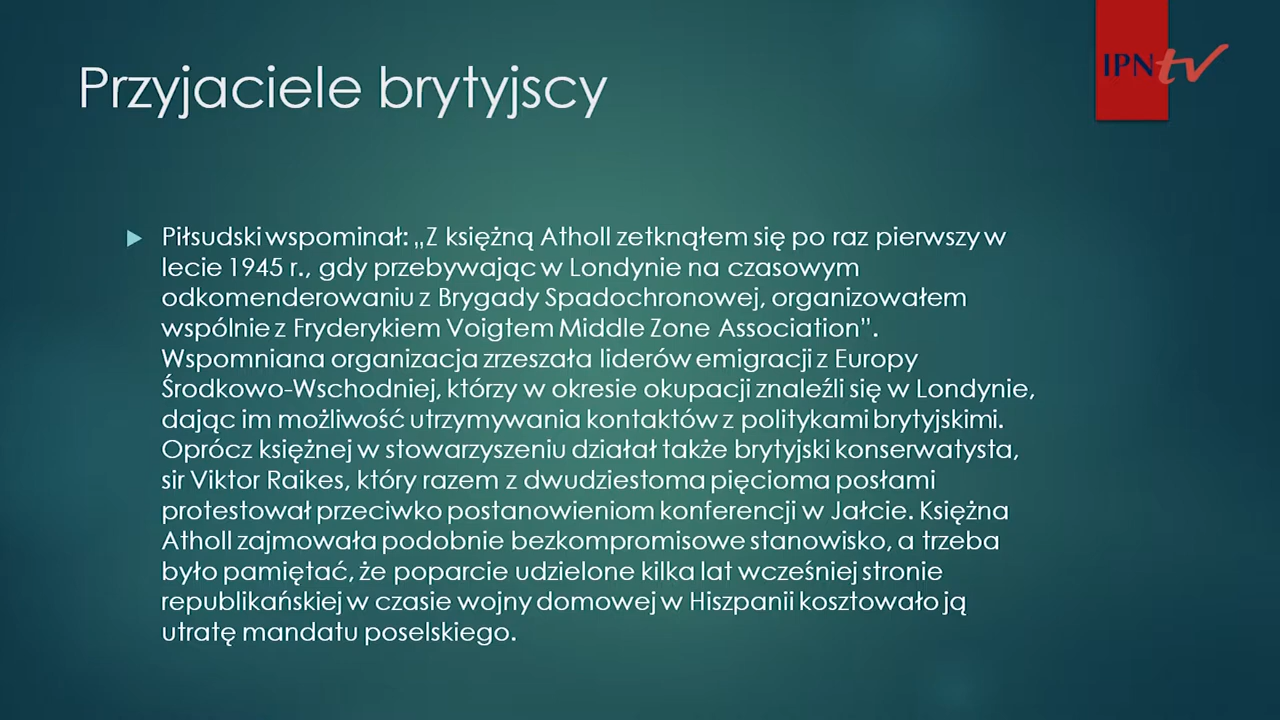 Przyjaciele brytyjscy
IPNtv
Piłsudski wspominał: „Z księżną Atholl zetknąłem się po raz pierwszy w
lecie 1945 r., gdy przebywając w Londynie na czasowym
odkomenderowaniu z Brygady Spadochronowej, organizowałem
wspólnie z Fryderykiem Voigtem Middle Zone Association”.
Wspomniana organizacja zrzeszała liderów emigracji z Europy
Środkowo-Wschodniej, którzy w okresie okupacji znaleźli się w Londynie,
dając im możliwość utrzymywania kontaktów z politykami brytyjskimi.
Oprócz księżnej w stowarzyszeniu działał także brytyjski konserwatysta,
sir Viktor Raikes, który razem z dwudziestoma pięcioma posłami
protestował przeciwko postanowieniom konferencji w Jałcie. Księżna
Atholl zajmowała podobnie bezkompromisowe stanowisko, a trzeba
było pamiętać, że poparcie udzielone kilka lat wcześniej stronie
republikańskiej w czasie wojny domowej w Hiszpanii kosztowało ją
utratę mandatu poselskiego.